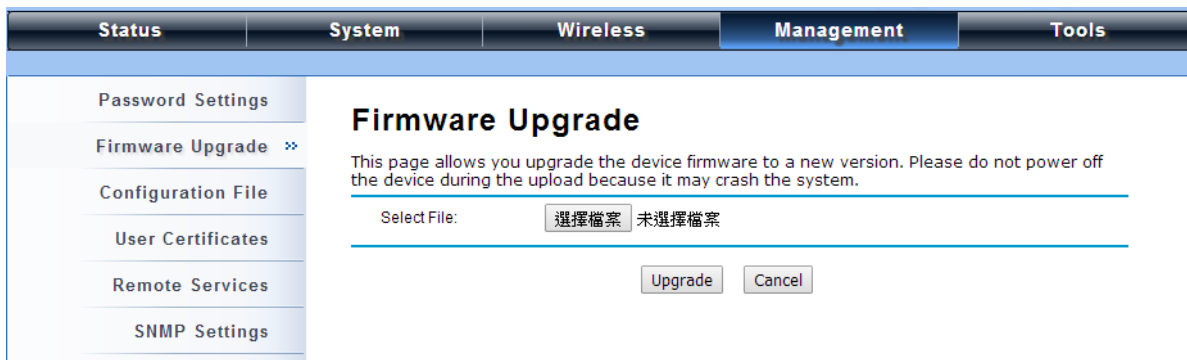 Status System Wireless Management Tools
Password Settings
Firmware Upgrade »
Configuration File
User Certificates
Remote Services
SNMP Settings
Firmware Upgrade
This page allows you upgrade the device firmware to a new version. Please do not power off
the device during the upload because it may crash the system.
Select File: 選擇檔案 未選擇檔案
Upgrade Cancel